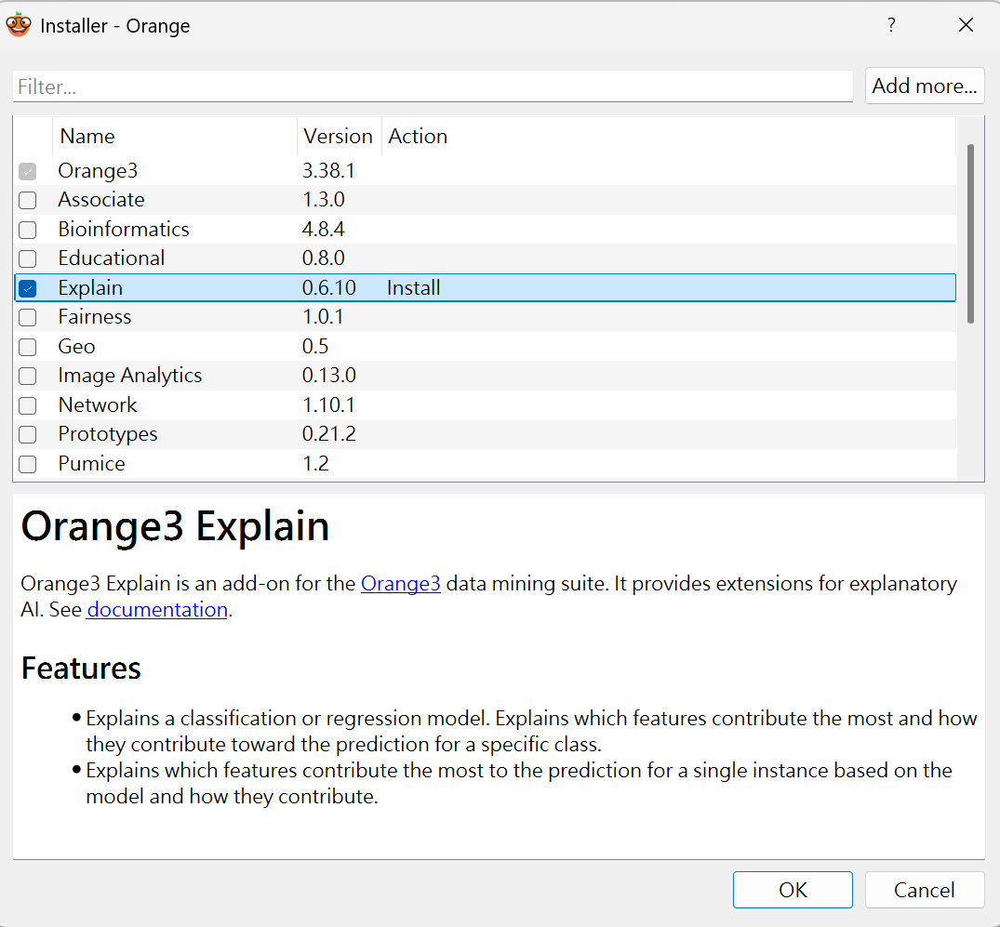 Installer - Orange
?
Filter...
Add more...
Name Version Action
Orange3 3.38.1
Associate 1.3.0
Bioinformatics 4.8.4
Educational 0.8.0
Explain 0.6.10 Install
Fairness 1.0.1
Geo 0.5
Image Analytics 0.13.0
Network 1.10.1
Prototypes 0.21.2
Pumice 1.2
Orange3 Explain
Orange3 Explain is an add-on for the Orange3 data mining suite. It provides extensions for explanatory
AI. See documentation.
Features
Explains a classification or regression model. Explains which features contribute the most and how
they contribute toward the prediction for a specific class.
Explains which features contribute the most to the prediction for a single instance based on the
model and how they contribute.
OK
Cancel